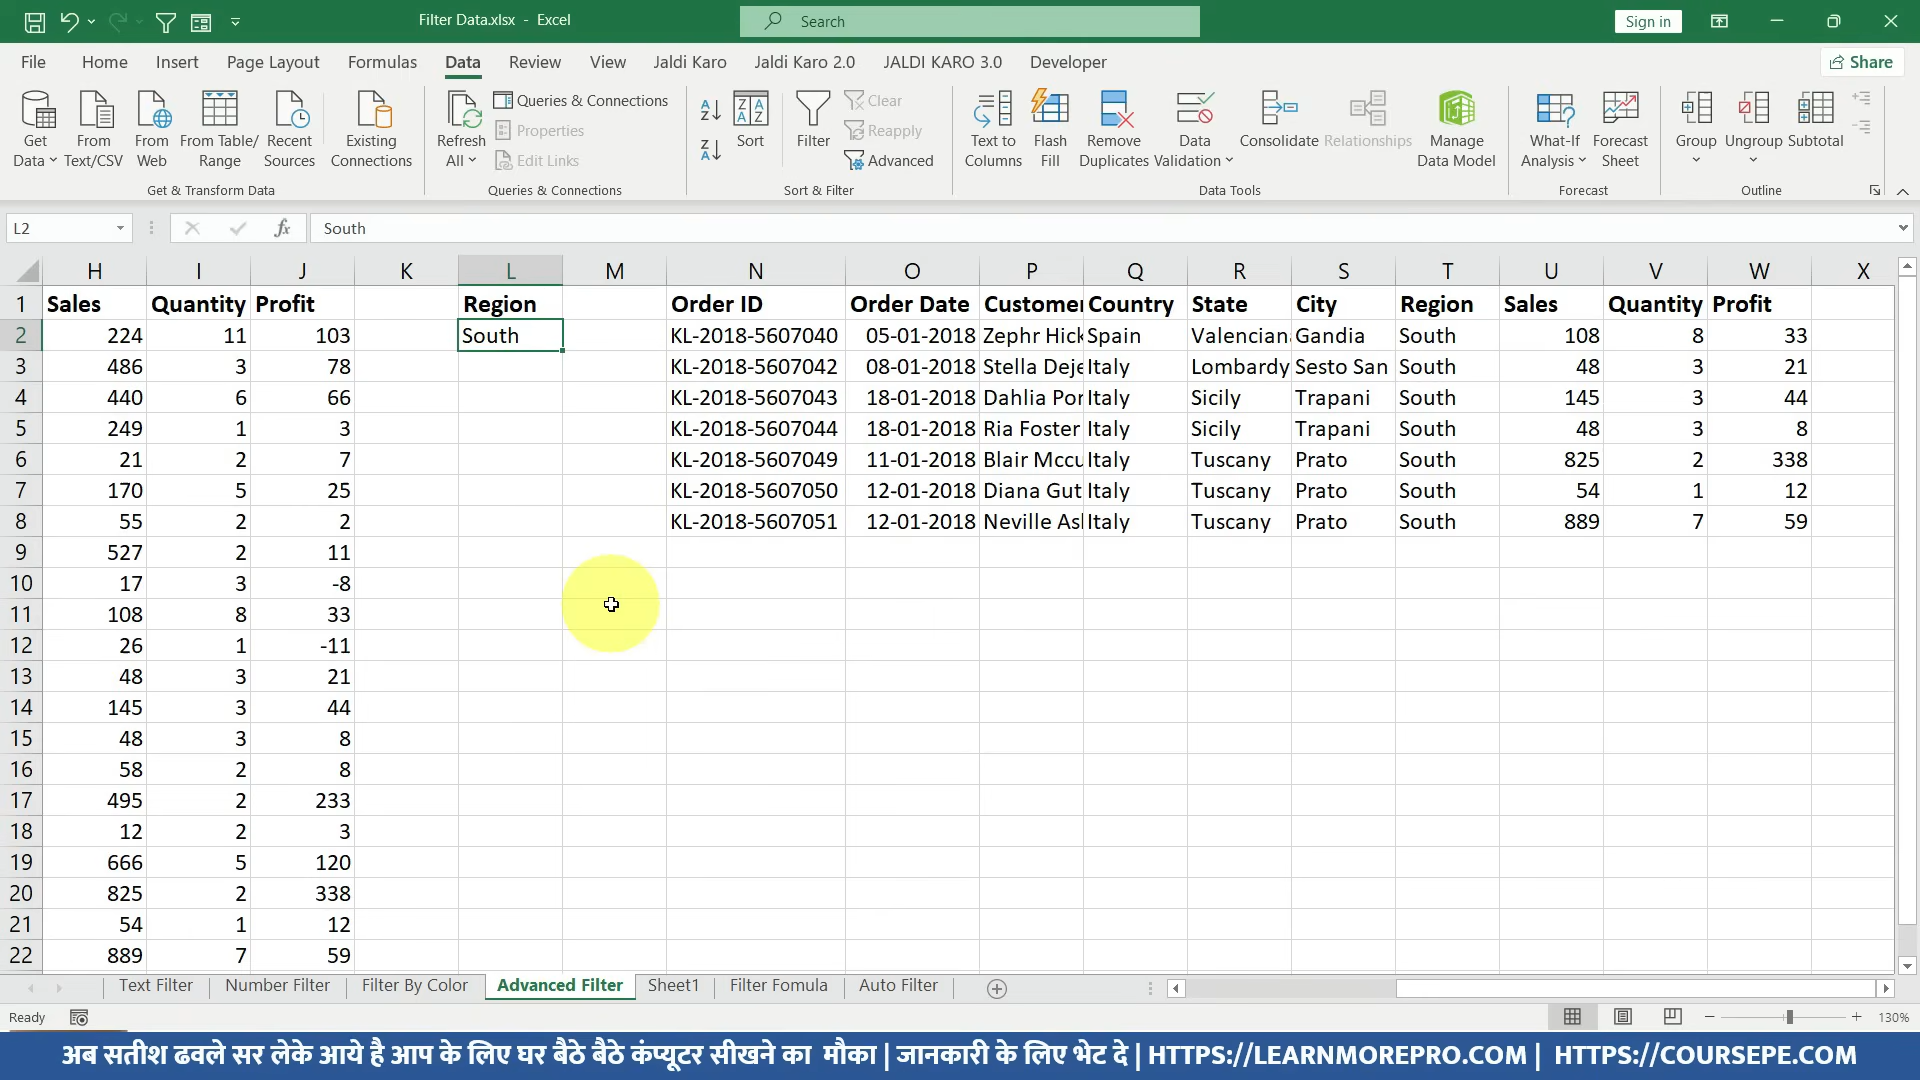 Filter Data.xlsx - Excel
Search
Sign in
File Home Insert Page Layout Formulas Data Review View Jaldi Karo Jaldi Karo 2.0 JALDI KARO 3.0 Developer Share
Get Data
From Text/CSV
From Web
From Table/ Range
Recent Sources
Existing Connections
Get & Transform Data
Refresh All
Queries & Connections
Properties
Edit Links
Queries & Connections
Sort
Filter
Clear
Reapply
Advanced
Sort & Filter
Text to Columns
Flash Fill
Remove Duplicates
Data Validation
Consolidate
Relationships
Manage Data Model
Data Tools
What-If Analysis
Forecast Sheet
Forecast
Group
Ungroup
Subtotal
Outline
L2 fx South
H I J K L M N O P Q R S T U V W X
1 Sales Quantity Profit Region Order ID Order Date Customer Country State City Region Sales Quantity Profit
2 224 11 103 South KL-2018-5607040 05-01-2018 Zephr Hick Spain Valencian Gandia South 108 8 33
3 486 3 78 KL-2018-5607042 08-01-2018 Stella Deje Italy Lombardy Sesto San South 48 3 21
4 440 6 66 KL-2018-5607043 18-01-2018 Dahlia Por Italy Sicily Trapani South 145 3 44
5 249 1 3 KL-2018-5607044 18-01-2018 Ria Foster Italy Sicily Trapani South 48 3 8
6 21 2 7 KL-2018-5607049 11-01-2018 Blair Mccu Italy Tuscany Prato South 825 2 338
7 170 5 25 KL-2018-5607050 12-01-2018 Diana Gut Italy Tuscany Prato South 54 1 12
8 55 2 2 KL-2018-5607051 12-01-2018 Neville Asl Italy Tuscany Prato South 889 7 59
9 527 2 11
10 17 3 -8
11 108 8 33
12 26 1 -11
13 48 3 21
14 145 3 44
15 48 3 8
16 58 2 8
17 495 2 233
18 12 2 3
19 666 5 120
20 825 2 338
21 54 1 12
22 889 7 59
Text Filter Number Filter Filter By Color Advanced Filter Sheet1 Filter Fomula Auto Filter
Ready 130%
अब सतीश ढवले सर लेके आये है आप के लिए घर बैठे बैठे कंप्यूटर सीखने का मौका | जानकारी के लिए भेट दे | HTTPS://LEARNMOREPRO.COM | HTTPS://COURSEPE.COM